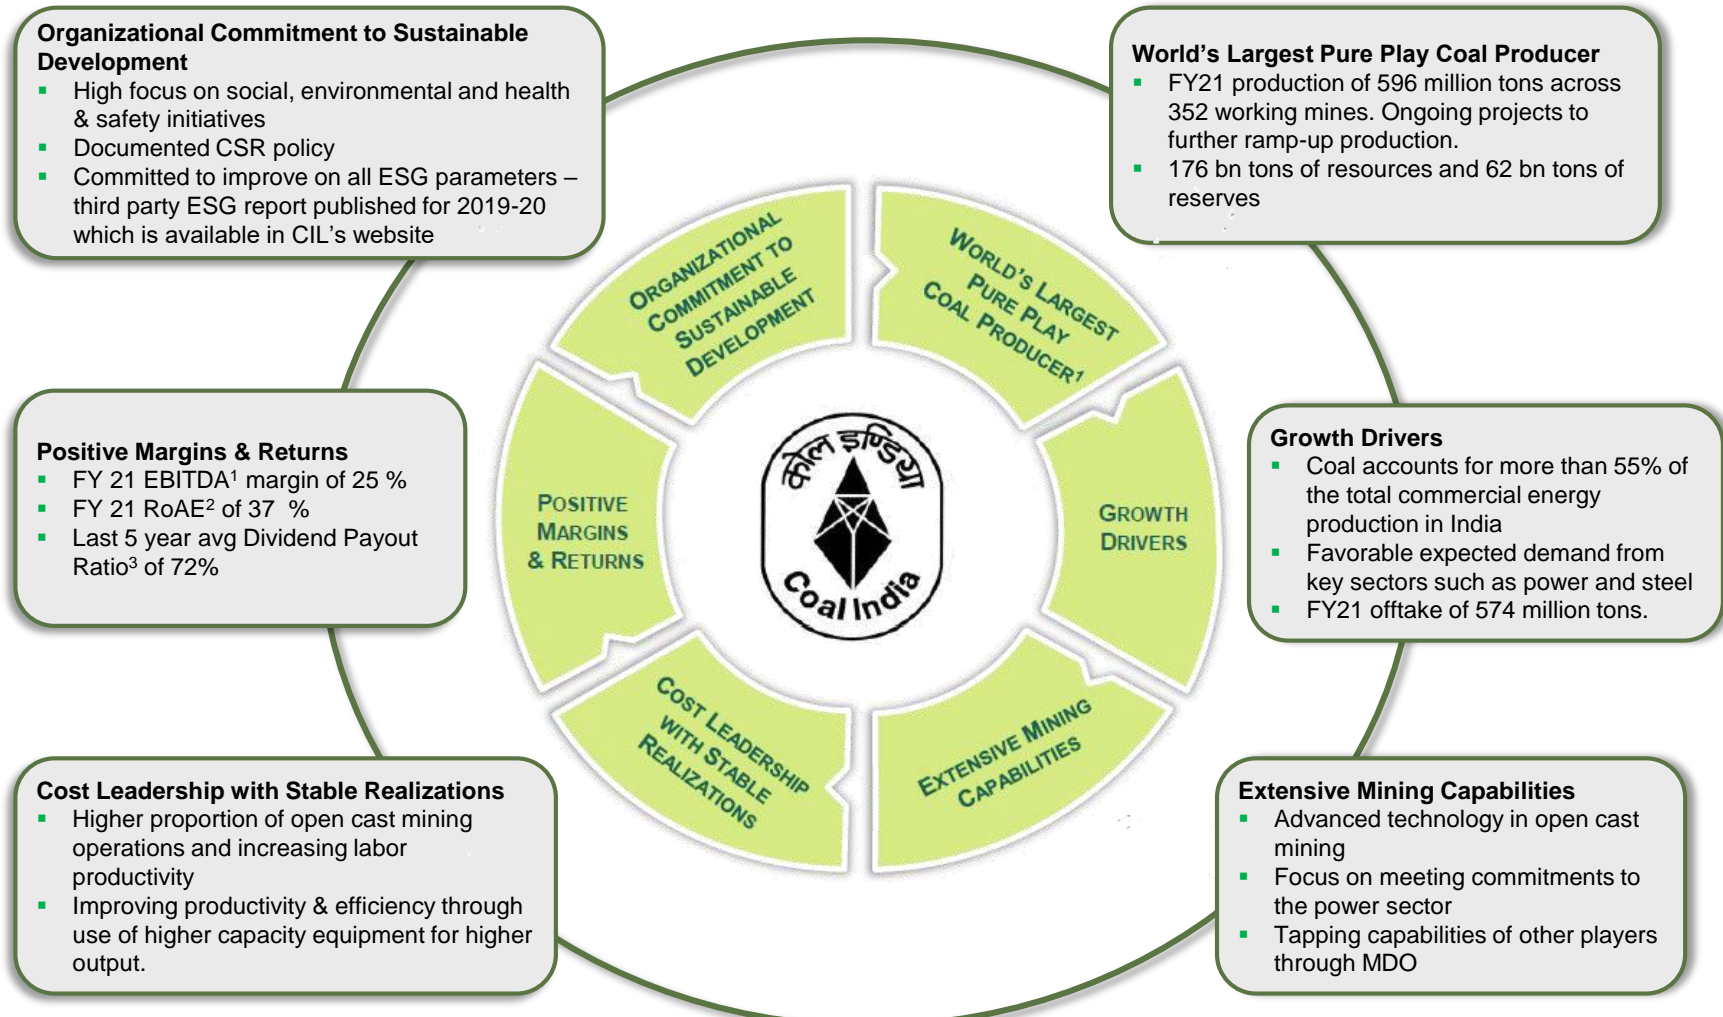 Organizational Commitment to Sustainable
Development
▪ High focus on social, environmental and health
& safety initiatives
▪ Documented CSR policy
▪ Committed to improve on all ESG parameters –
third party ESG report published for 2019-20
which is available in CIL's website
World's Largest Pure Play Coal Producer
▪ FY21 production of 596 million tons across
352 working mines. Ongoing projects to
further ramp-up production.
▪ 176 bn tons of resources and 62 bn tons of
reserves
ORGANIZATIONAL
COMMITMENT TO
SUSTAINABLE
DEVELOPMENT
WORLD'S LARGEST
PURE PLAY
COAL PRODUCER¹
Positive Margins & Returns
▪ FY 21 EBITDA¹ margin of 25 %
▪ FY 21 RoAE² of 37 %
▪ Last 5 year avg Dividend Payout
Ratio³ of 72%
POSITIVE
MARGINS
& RETURNS
कोल इण्डिया
Coal India
GROWTH
DRIVERS
Growth Drivers
▪ Coal accounts for more than 55% of
the total commercial energy
production in India
▪ Favorable expected demand from
key sectors such as power and steel
▪ FY21 offtake of 574 million tons.
COST LEADERSHIP
WITH STABLE
REALIZATIONS
EXTENSIVE MINING
CAPABILITIES
Cost Leadership with Stable Realizations
▪ Higher proportion of open cast mining
operations and increasing labor
productivity
▪ Improving productivity & efficiency through
use of higher capacity equipment for higher
output.
Extensive Mining Capabilities
▪ Advanced technology in open cast
mining
▪ Focus on meeting commitments to
the power sector
▪ Tapping capabilities of other players
through MDO